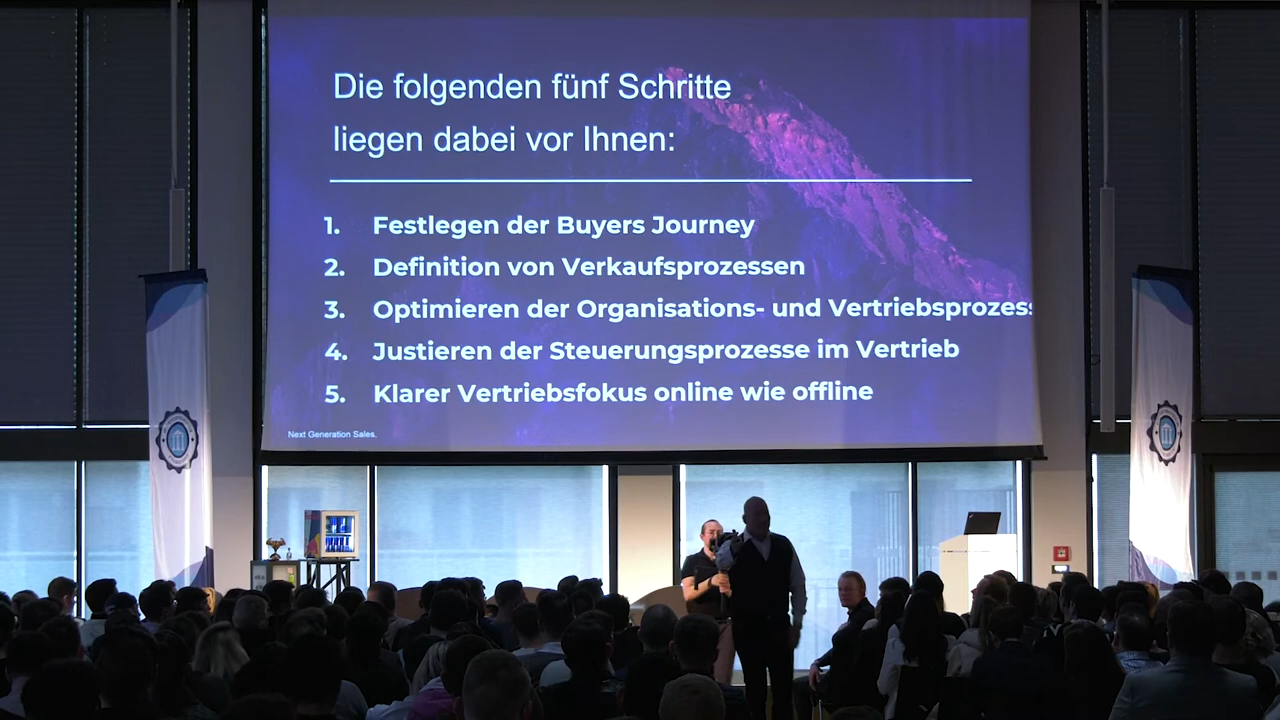 Die folgenden fünf Schritte
liegen dabei vor Ihnen:
1. Festlegen der Buyers Journey
2. Definition von Verkaufsprozessen
3. Optimieren der Organisations- und Vertriebsprozess
4. Justieren der Steuerungsprozesse im Vertrieb
5. Klarer Vertriebsfokus online wie offline
Next Generation Sales.